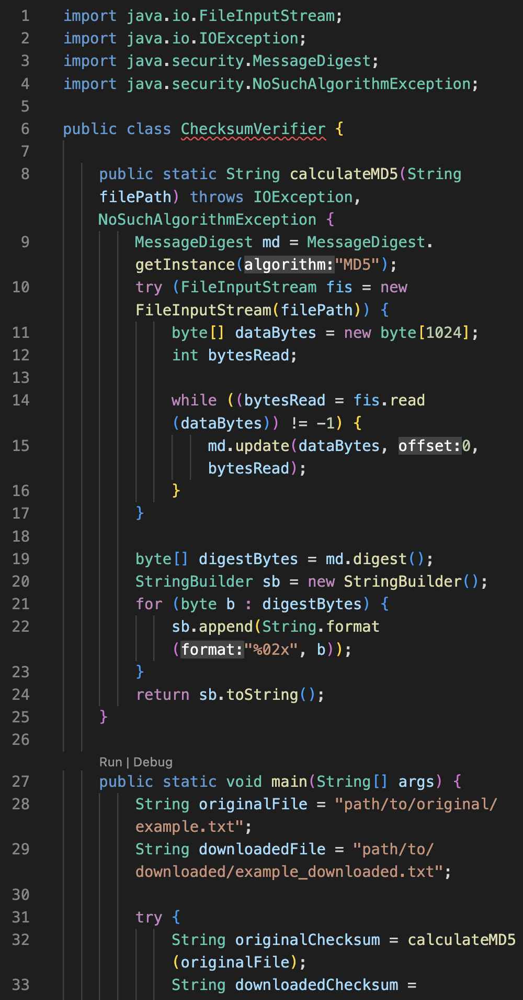 1 import java.io.FileInputStream;
2 import java.io.IOException;
3 import java.security.MessageDigest;
4 import java.security.NoSuchAlgorithmException;
5
6 public class ChecksumVerifier {
7
8 public static String calculateMD5(String
filePath) throws IOException,
NoSuchAlgorithmException {
9 MessageDigest md = MessageDigest.
getInstance(algorithm:"MD5");
10 try (FileInputStream fis = new
FileInputStream(filePath)) {
11 byte[] dataBytes = new byte[1024];
12 int bytesRead;
13
14 while ((bytesRead = fis.read
(dataBytes)) != -1) {
15 md.update(dataBytes, offset:0,
bytesRead);
16 }
17 }
18
19 byte[] digestBytes = md.digest();
20 StringBuilder sb = new StringBuilder();
21 for (byte b : digestBytes) {
22 sb.append(String.format
(format:"%02x", b));
23 }
24 return sb.toString();
25 }
26
Run | Debug
27 public static void main(String[] args) {
28 String originalFile = "path/to/original/
example.txt";
29 String downloadedFile = "path/to/
downloaded/example_downloaded.txt";
30
31 try {
32 String originalChecksum = calculateMD5
(originalFile);
33 String downloadedChecksum =